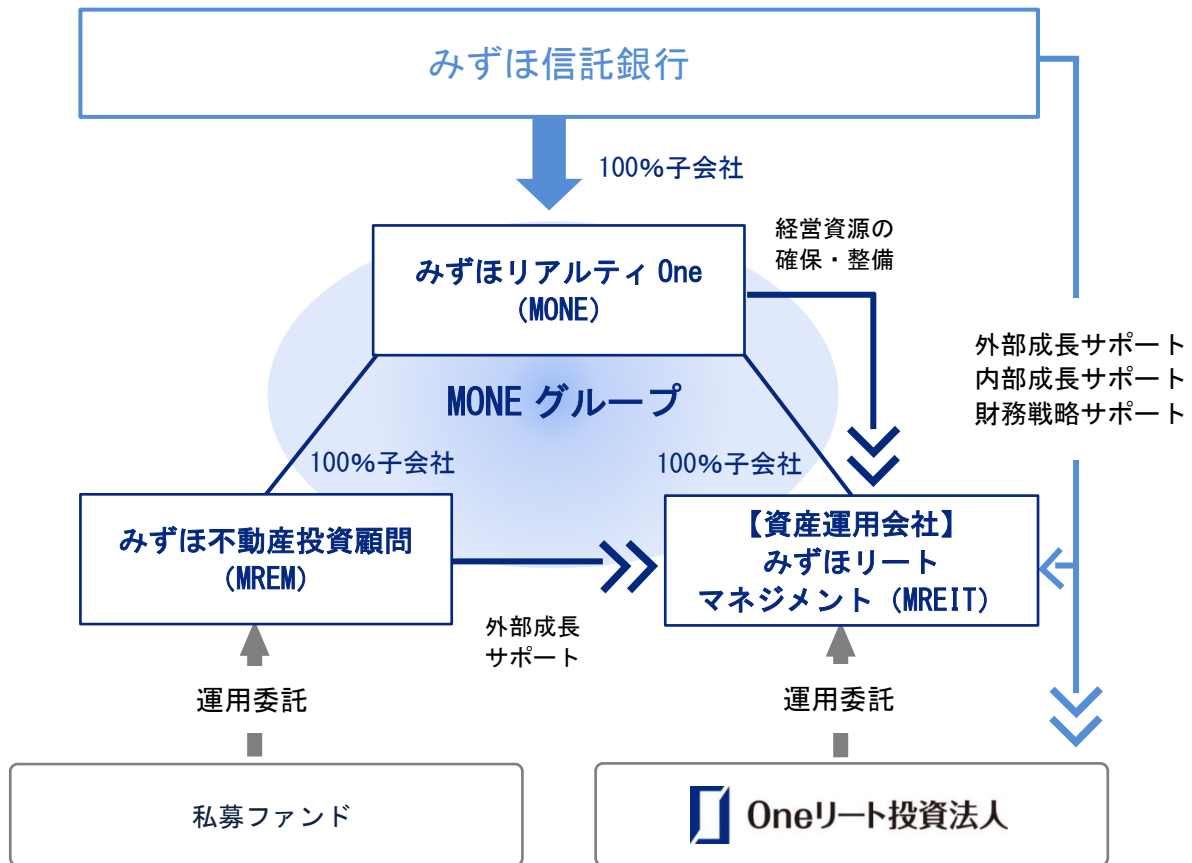 みずほ信託銀行
100%子会社
経営資源の
確保・整備
みずほリアルティ One
(MONE)
外部成長サポート
内部成長サポート
財務戦略サポート
MONE グループ
100%子会社
100%子会社
みずほ不動産投資顧問
(MREM)
【資産運用会社】
みずほリート
マネジメント (MREIT)
外部成長
サポート
運用委託
運用委託
私募ファンド
Oneリート投資法人